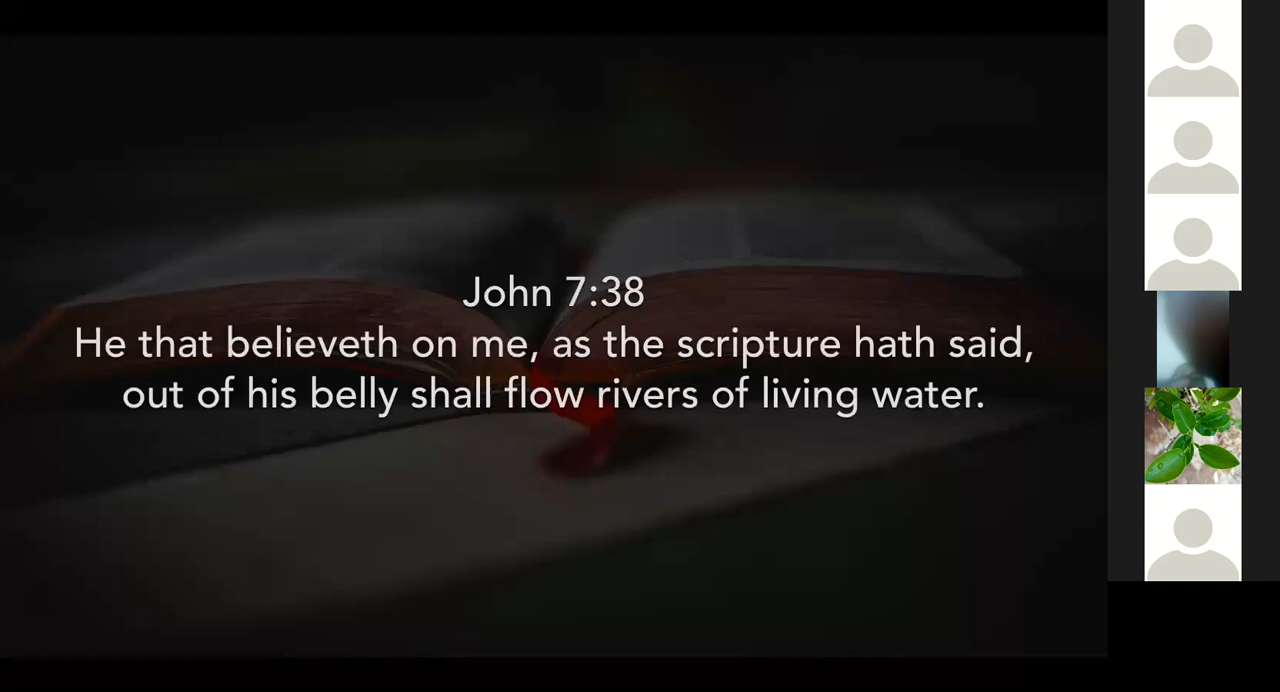 John 7:38
He that believeth on me, as the scripture hath said,
out of his belly shall flow rivers of living water.